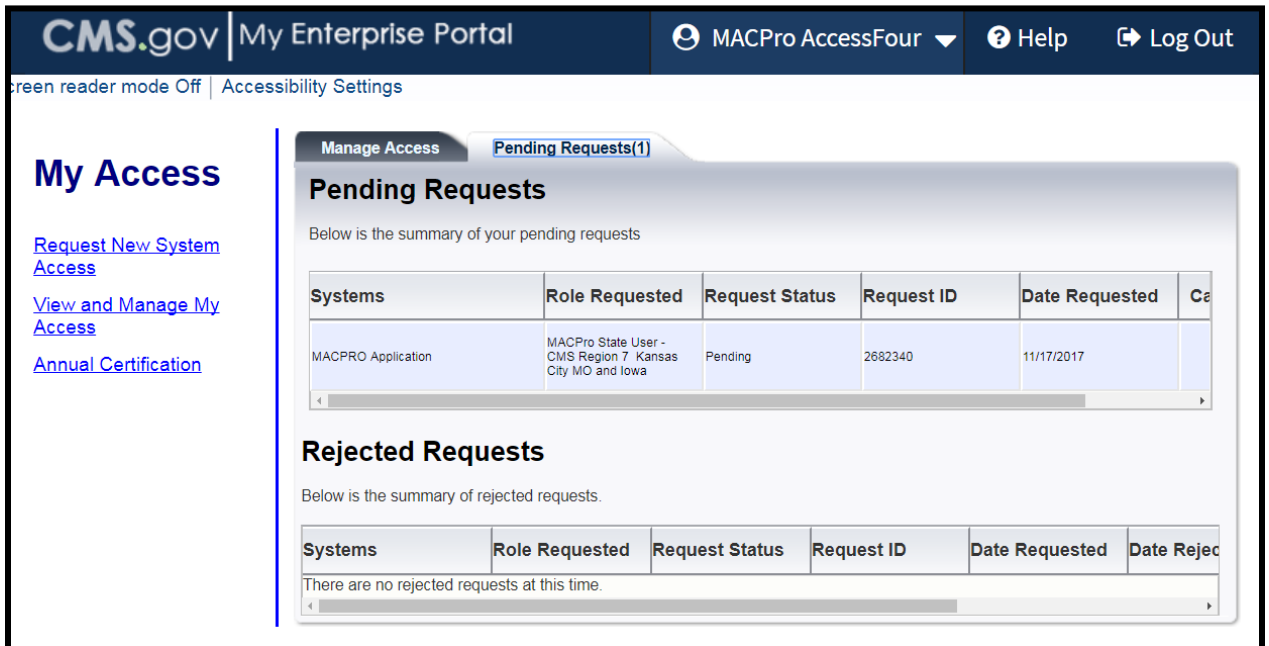 CMS.gov My Enterprise Portal MACPro AccessFour Help Log Out
creen reader mode Off | Accessibility Settings
My Access
Request New System
Access
View and Manage My
Access
Annual Certification
Manage Access Pending Requests(1)
Pending Requests
Below is the summary of your pending requests
Systems Role Requested Request Status Request ID Date Requested Ca
MACPRO Application MACPro State User - CMS Region 7 Kansas City MO and Iowa Pending 2682340 11/17/2017
Rejected Requests
Below is the summary of rejected requests.
Systems Role Requested Request Status Request ID Date Requested Date Rejec
There are no rejected requests at this time.